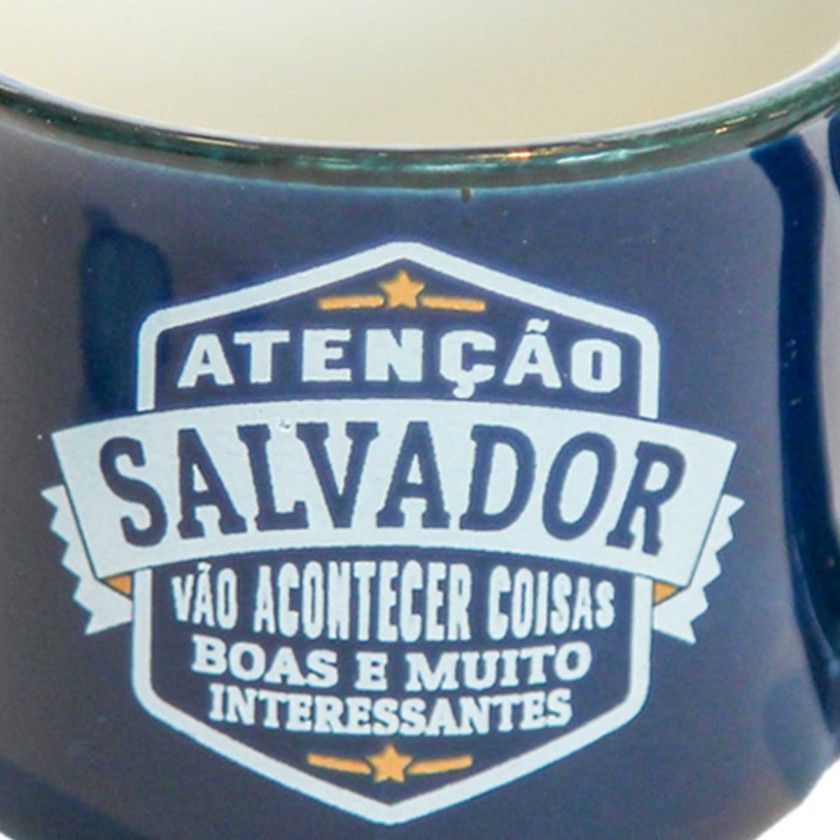 ATENÇÃO
SALVADOR
VÃO ACONTECER COISAS
BOAS E MUITO
INTERESSANTES